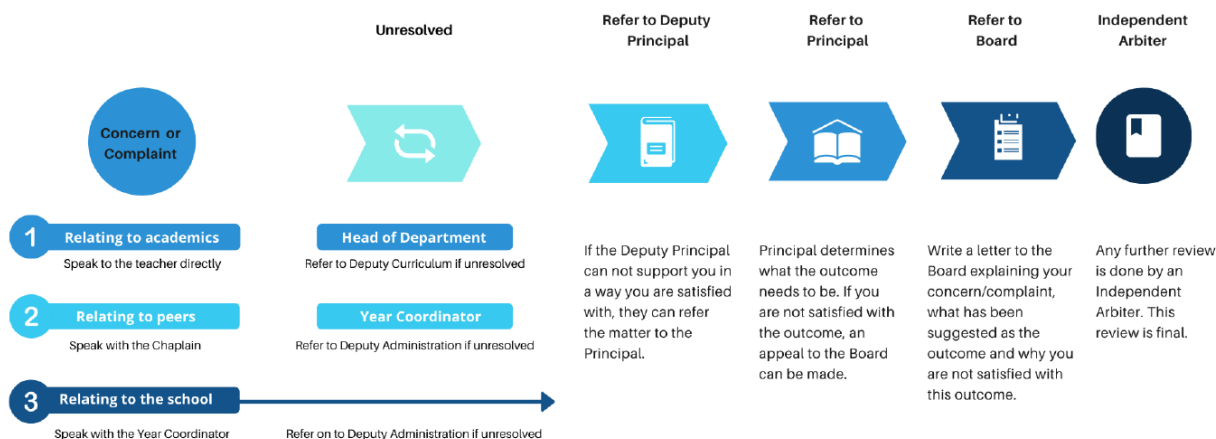 Unresolved
Refer to Deputy
Principal
Refer to
Principal
Refer to
Board
Independent
Arbiter
Concern or
Complaint
1
Relating to academics
Speak to the teacher directly
Head of Department
Refer to Deputy Curriculum if unresolved
2
Relating to peers
Speak with the Chaplain
Year Coordinator
Refer to Deputy Administration if unresolved
3
Relating to the school
Speak with the Year Coordinator
Refer on to Deputy Administration if unresolved
If the Deputy Principal
can not support you in
a way you are satisfied
with, they can refer
the matter to the
Principal.
Principal determines
what the outcome
needs to be. If you
are not satisfied with
the outcome, an
appeal to the Board
can be made.
Write a letter to the
Board explaining your
concern/complaint,
what has been
suggested as the
outcome and why you
are not satisfied with
this outcome.
Any further review
is done by an
Independent
Arbiter. This
review is final.